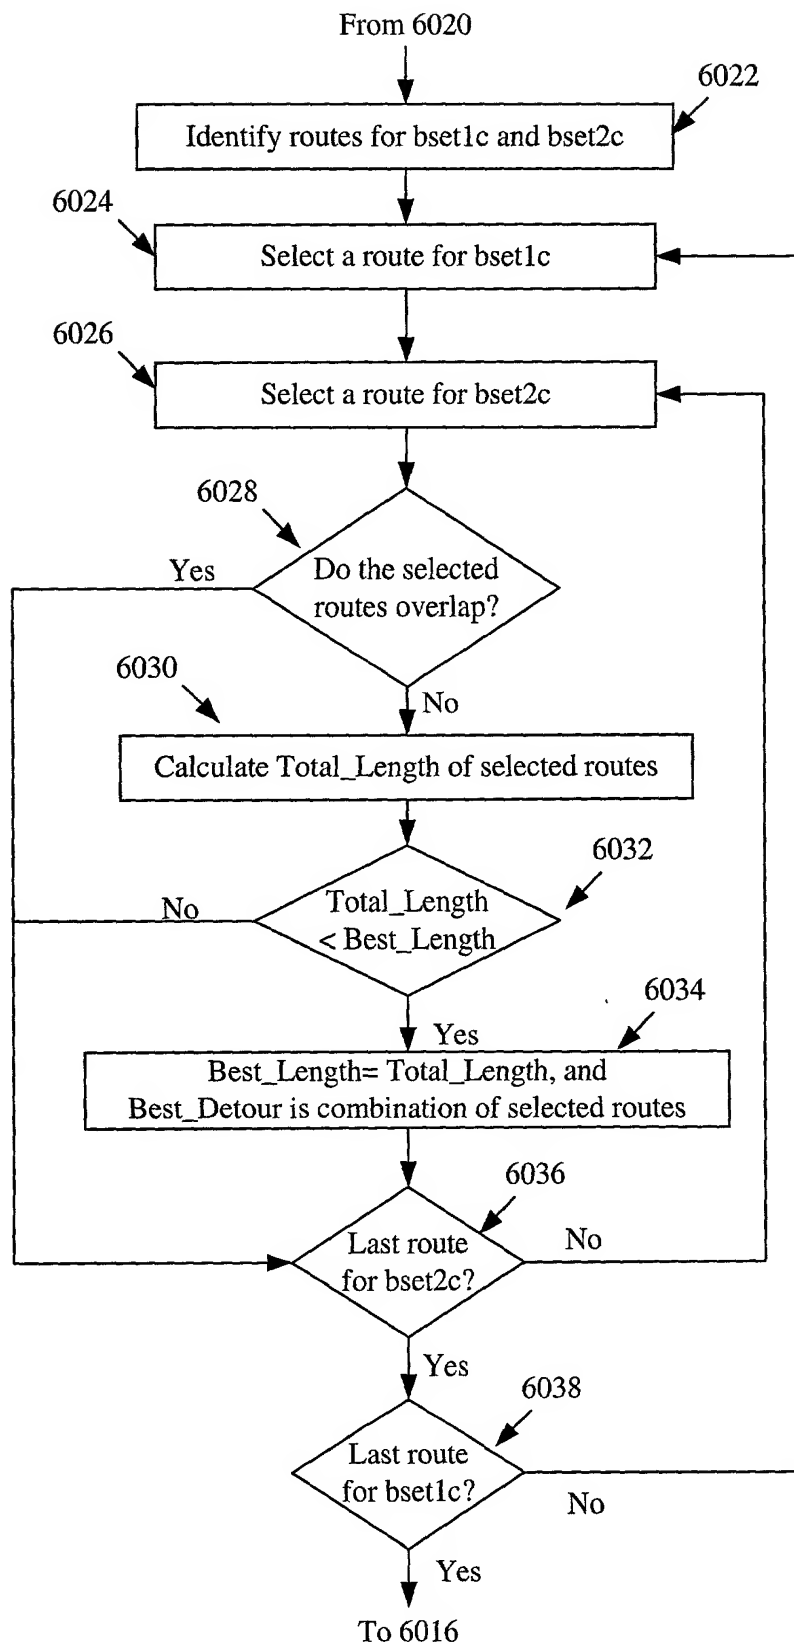 From 6020
6022
Identify routes for bset1c and bset2c
6024
Select a route for bset1c
6026
Select a route for bset2c
6028
Yes
Do the selected
routes overlap?
6030
No
Calculate Total_Length of selected routes
6032
No
Total_Length
< Best_Length
6034
Yes
Best_Length= Total_Length, and
Best_Detour is combination of selected routes
6036
Last route
for bset2c?
No
Yes
6038
Last route
for bset1c?
No
Yes
To 6016